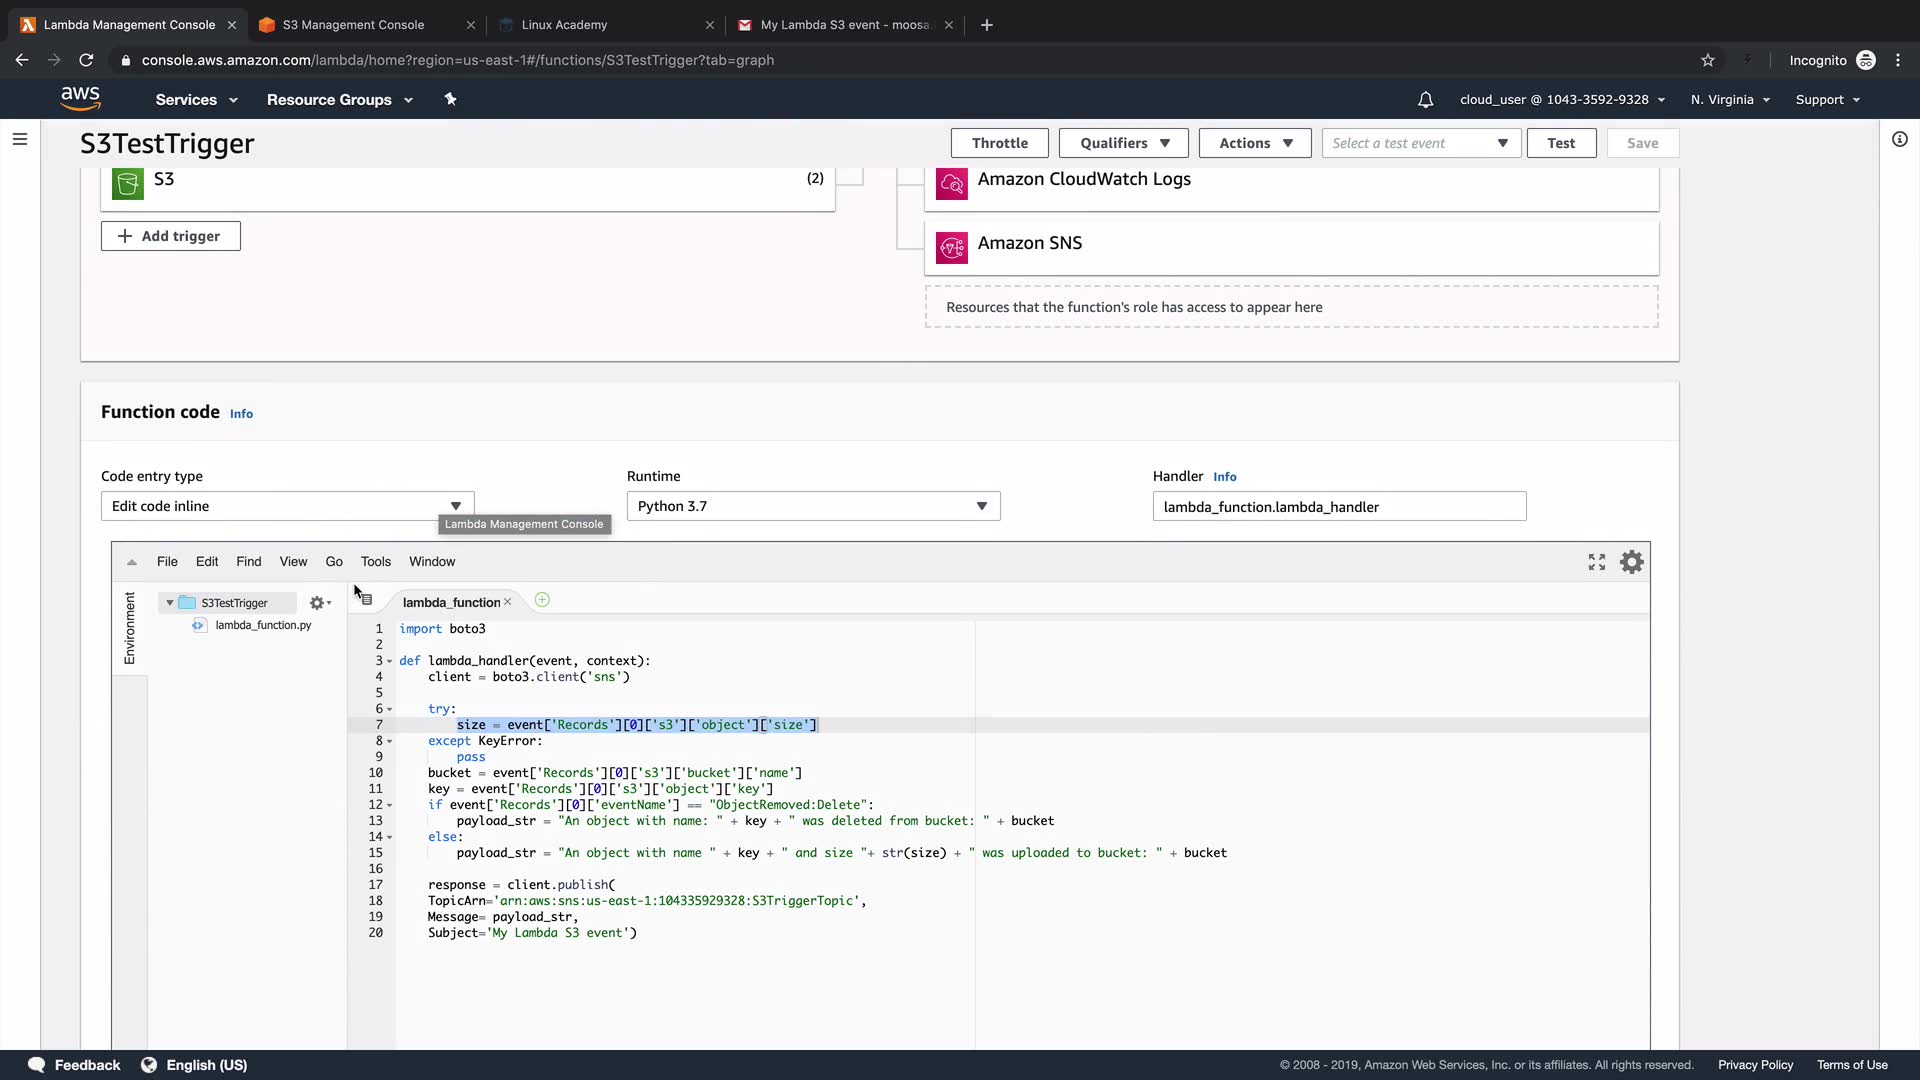 Lambda Management Console
S3 Management Console
Linux Academy
My Lambda S3 event - moosa.
console.aws.amazon.com/lambda/home?region=us-east-1#/functions/S3TestTrigger?tab=graph
Incognito
aws
Services
Resource Groups
cloud_user @ 1043-3592-9328
N. Virginia
Support
S3TestTrigger
Throttle
Qualifiers
Actions
Select a test event
Test
Save
S3
(2)
Amazon CloudWatch Logs
Add trigger
Amazon SNS
Resources that the function's role has access to appear here
Function code Info
Code entry type
Runtime
Handler Info
Edit code inline
Python 3.7
lambda_function.lambda_handler
Lambda Management Console
File Edit Find View Go Tools Window
Environment
S3TestTrigger
lambda_function.py
lambda_function
1 import boto3
2
3 def lambda_handler(event, context):
4 client = boto3.client('sns')
5
6 try:
7 size = event['Records'][0]['s3']['object']['size']
8 except KeyError:
9 pass
10 bucket = event['Records'][0]['s3']['bucket']['name']
11 key = event['Records'][0]['s3']['object']['key']
12 if event['Records'][0]['eventName'] == "ObjectRemoved:Delete":
13 payload_str = "An object with name: " + key + " was deleted from bucket: " + bucket
14 else:
15 payload_str = "An object with name " + key + " and size "+ str(size) + " was uploaded to bucket: " + bucket
16
17 response = client.publish(
18 TopicArn='arn:aws:sns:us-east-1:104335929328:S3TriggerTopic',
19 Message= payload_str,
20 Subject='My Lambda S3 event')
Feedback
English (US)
© 2008 - 2019, Amazon Web Services, Inc. or its affiliates. All rights reserved.
Privacy Policy
Terms of Use